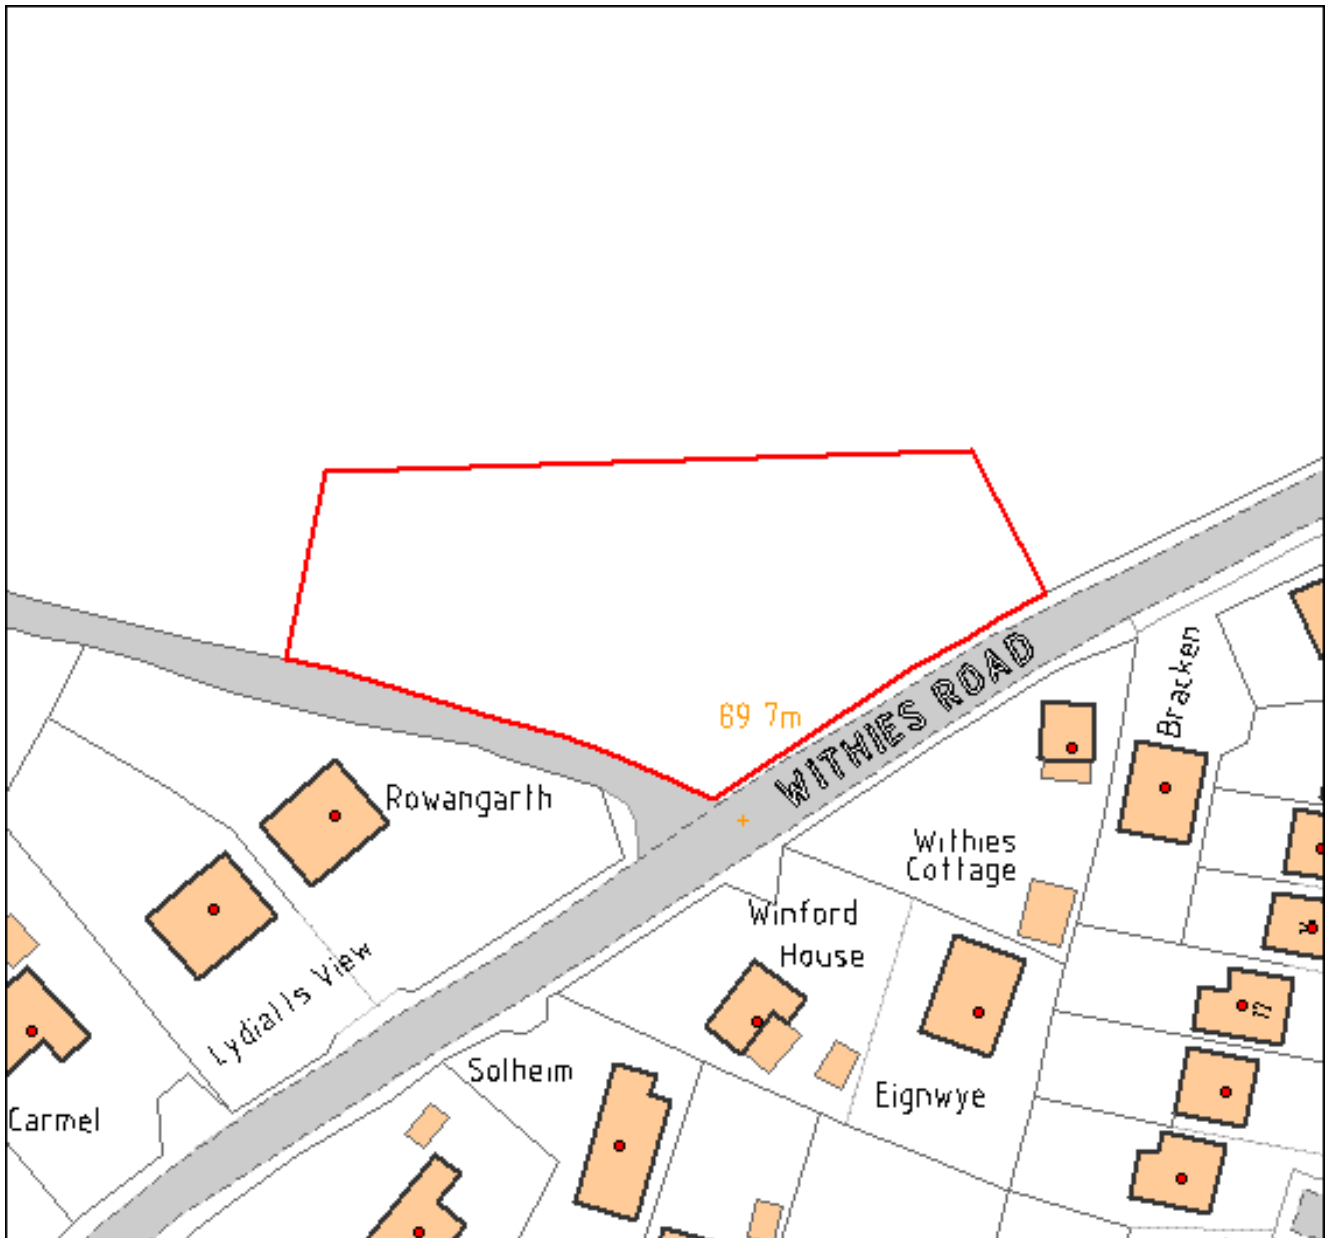 WITHIES ROAD
69 7m
Bracken
Rowangarth
Withies
Cottage
Winford
House
Lydialls View
Solheim
Eignwye
Carmel